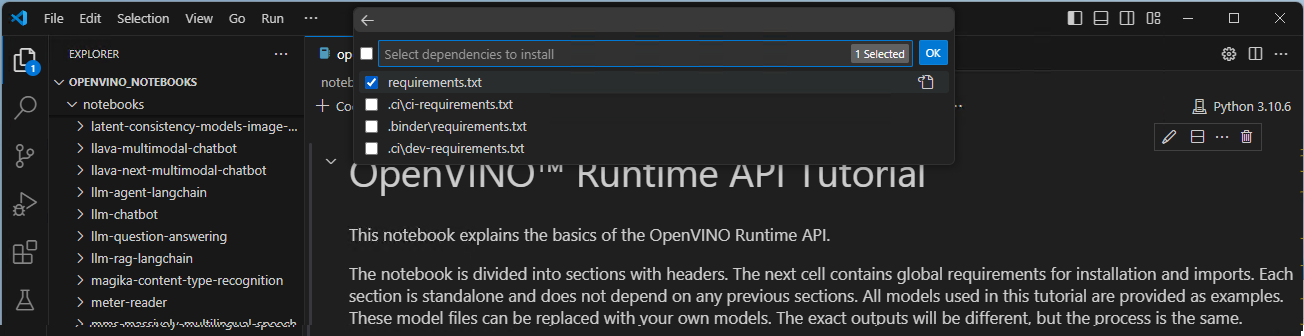 File Edit Selection View Go Run ···
Select dependencies to install 1 Selected OK
requirements.txt
.ci\ci-requirements.txt
.binder\requirements.txt
.ci\dev-requirements.txt
EXPLORER ···
1
OPENVINO_NOTEBOOKS
notebooks
latent-consistency-models-image-...
llava-multimodal-chatbot
llava-next-multimodal-chatbot
llm-agent-langchain
llm-chatbot
llm-question-answering
llm-rag-langchain
magika-content-type-recognition
meter-reader
mms-massively-multilingual-speech
op
noteb
Co
Python 3.10.6
OpenVINO™ Runtime API Tutorial
This notebook explains the basics of the OpenVINO Runtime API.
The notebook is divided into sections with headers. The next cell contains global requirements for installation and imports. Each
section is standalone and does not depend on any previous sections. All models used in this tutorial are provided as examples.
These model files can be replaced with your own models. The exact outputs will be different, but the process is the same.